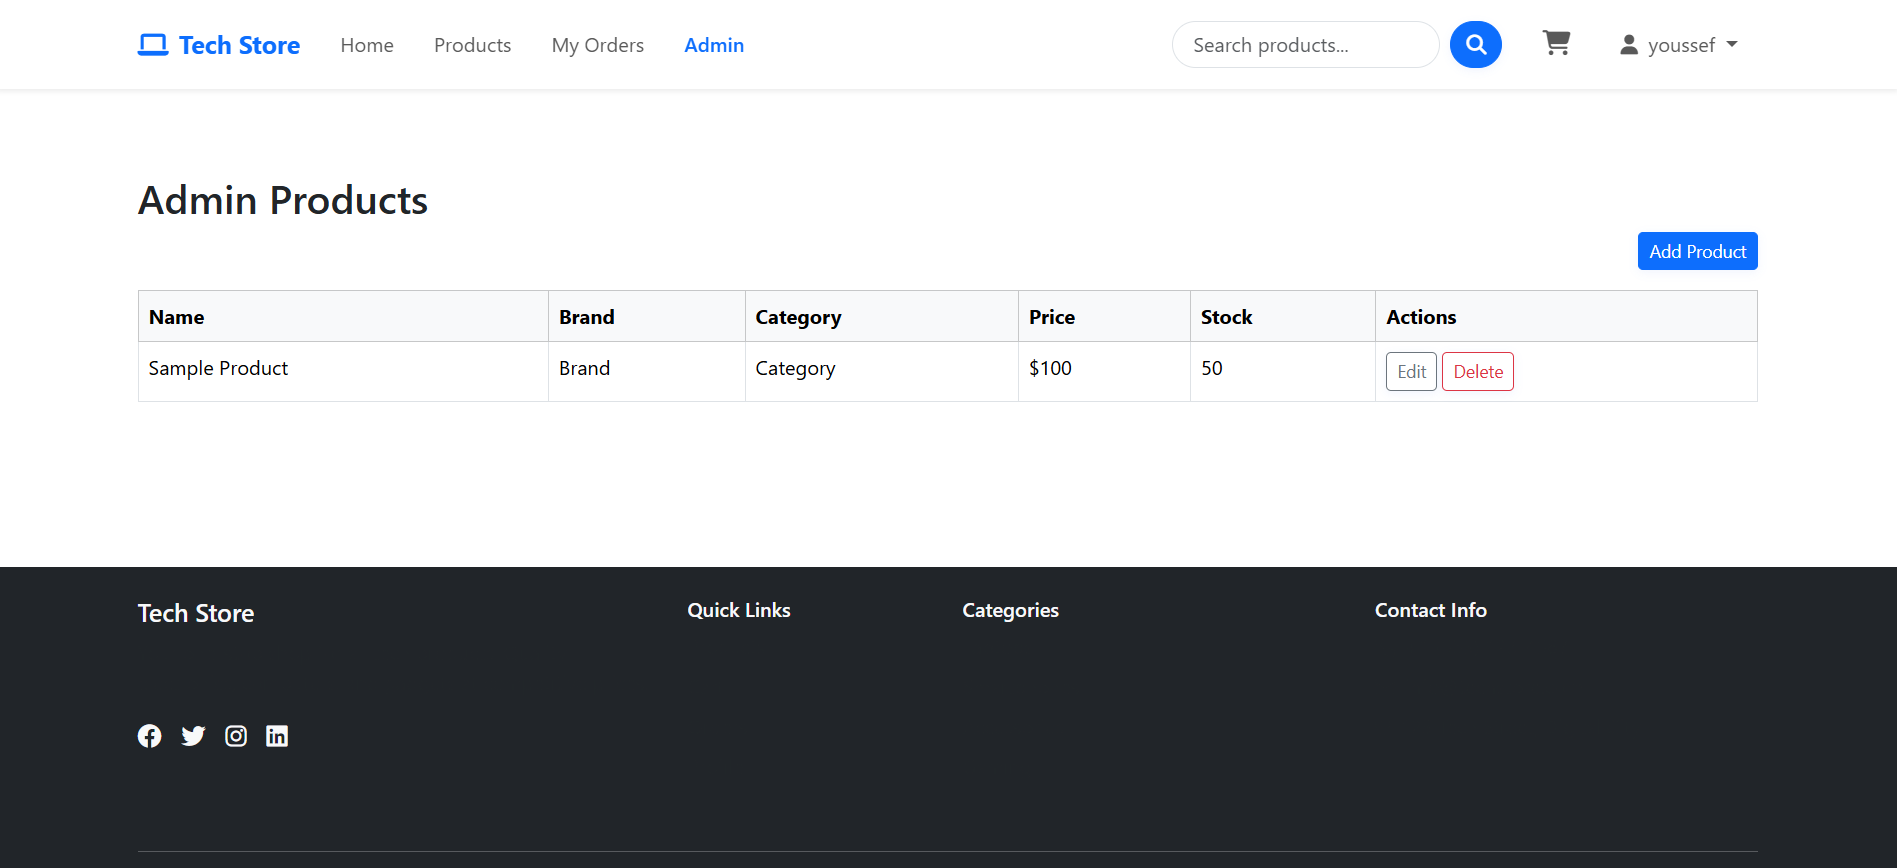 Tech Store Home Products My Orders Admin Search products... youssef
Admin Products
Add Product
Name Brand Category Price Stock Actions
Sample Product Brand Category $100 50 Edit Delete
Tech Store Quick Links Categories Contact Info